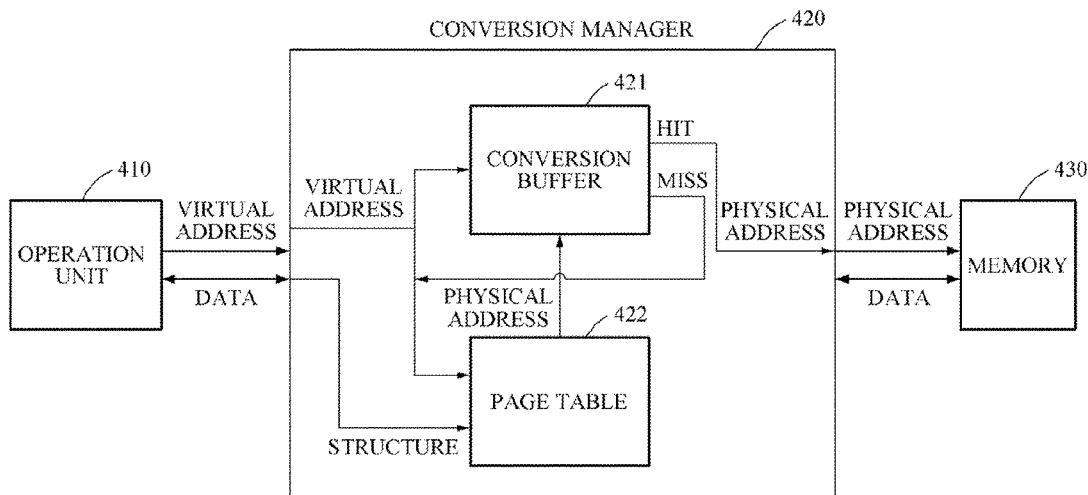 CONVERSION MANAGER
420
421
CONVERSION
BUFFER
HIT
MISS
410
OPERATION
UNIT
VIRTUAL
ADDRESS
DATA
VIRTUAL
ADDRESS
PHYSICAL
ADDRESS
PHYSICAL
ADDRESS
430
MEMORY
DATA
PHYSICAL
ADDRESS
422
PAGE TABLE
STRUCTURE